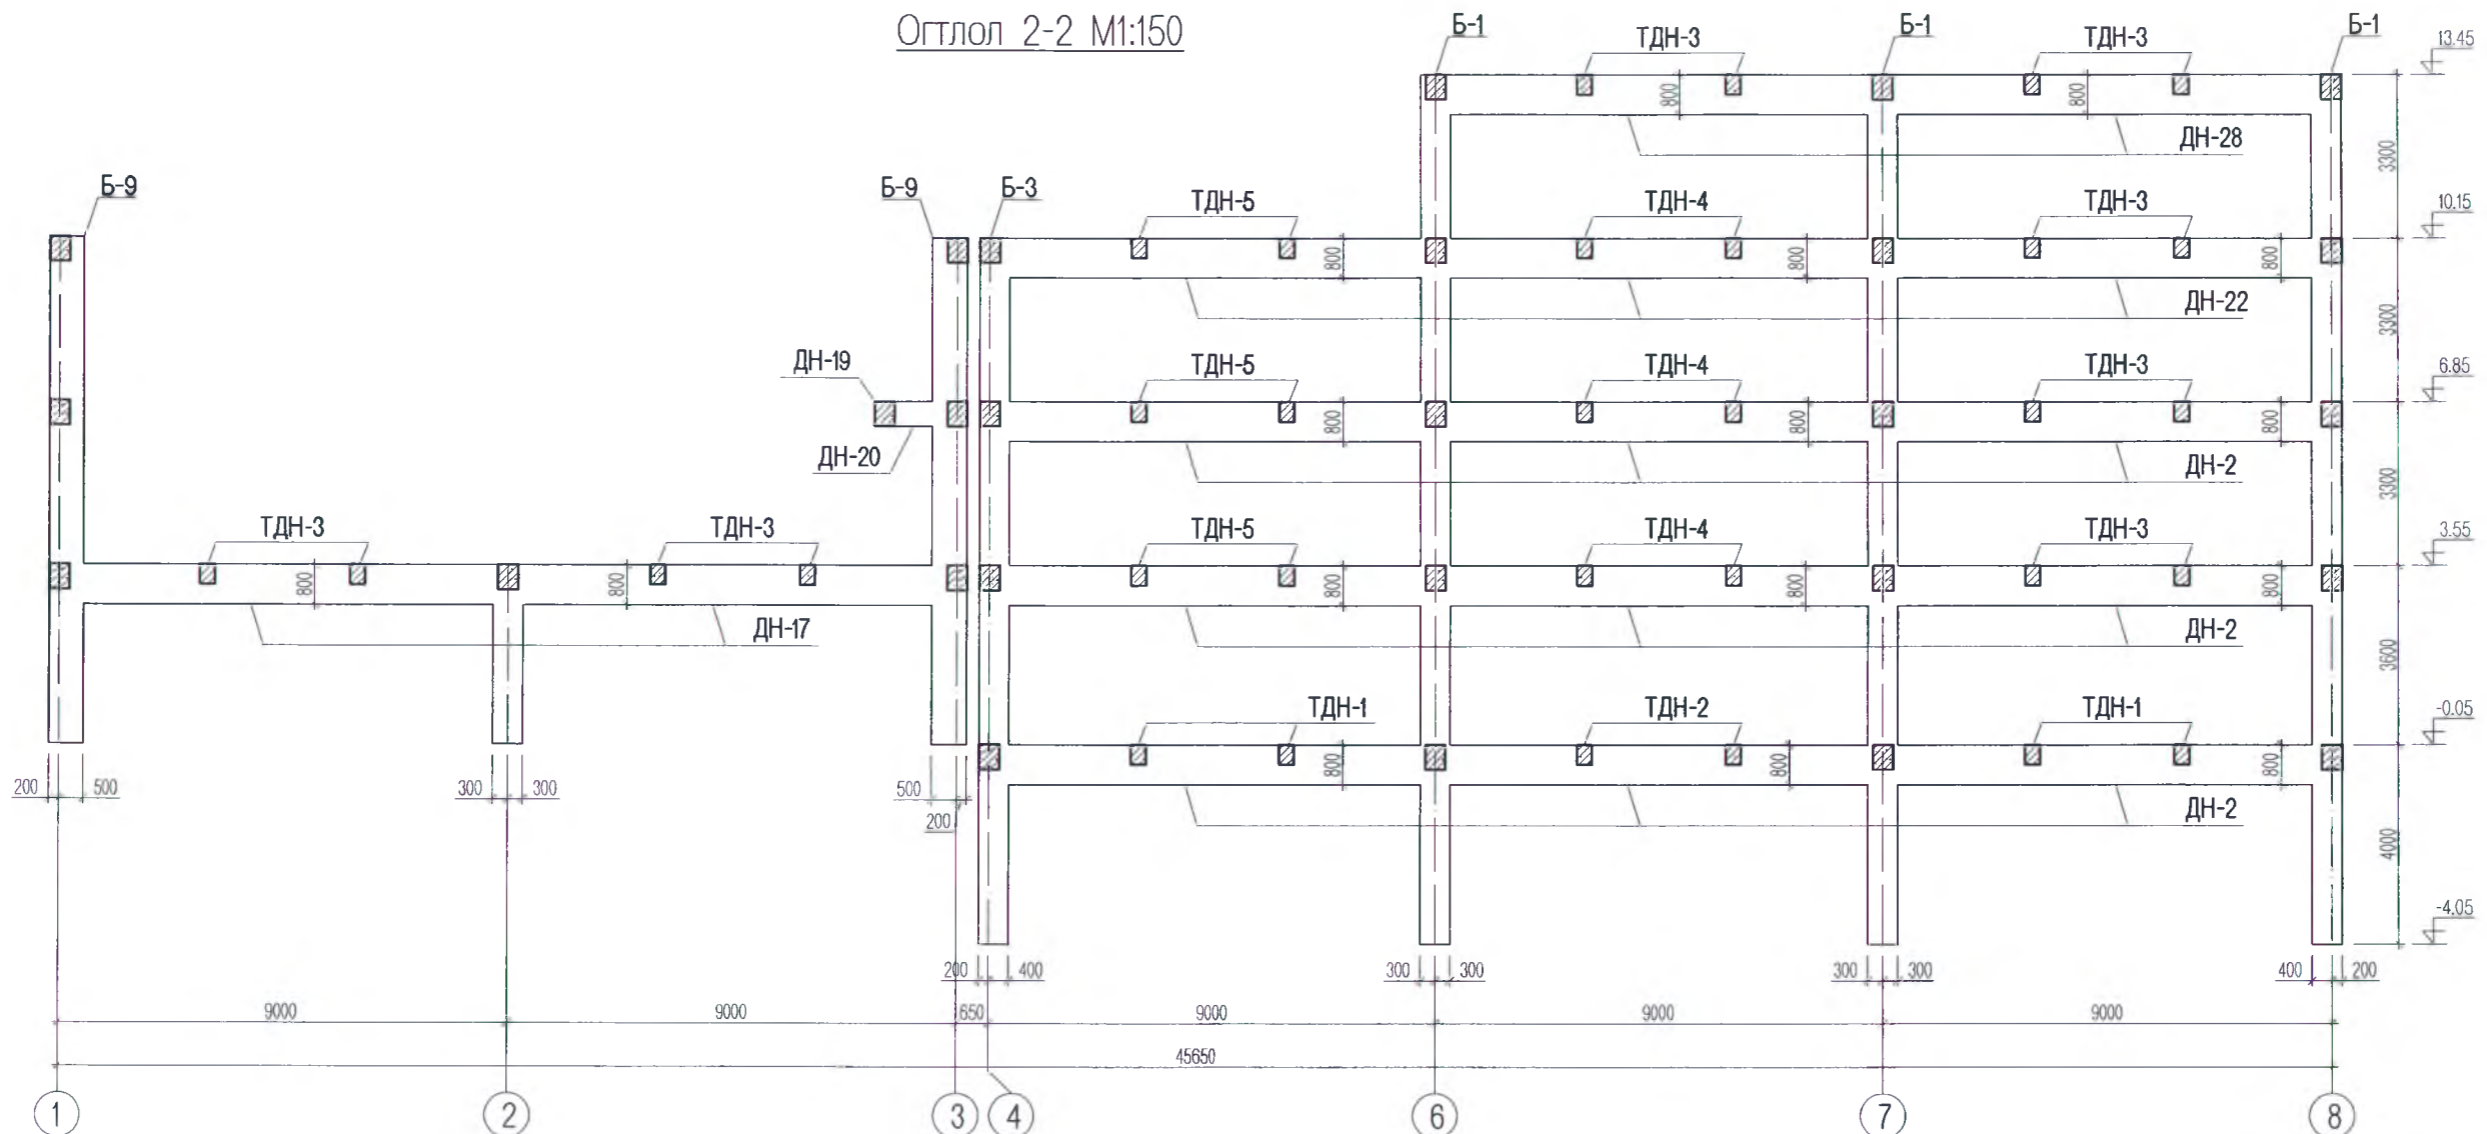 Огтлол 2-2 М1:150
Б-1 ТДН-3 Б-1 ТДН-3 Б-1 13.45
800 800
ДН-28 3300
Б-9 Б-9 Б-3 ТДН-5 ТДН-4 ТДН-3 10.15
800 800 800
ДН-22 3300
ДН-19 ТДН-5 ТДН-4 ТДН-3 6.85
800 800 800
ДН-20 ДН-2 3300
ТДН-3 ТДН-3 ТДН-5 ТДН-4 ТДН-3 3.55
800 800 800 800 800
ДН-17 ДН-2 3600
ТДН-1 ТДН-2 ТДН-1 -0.05
800 800 800
200 500 300 300 500 200
ДН-2 4000
-4.05
200 400 300 300 300 300 400 200
9000 9000 650 9000 9000 9000
45650
1 2 3 4 6 7 8